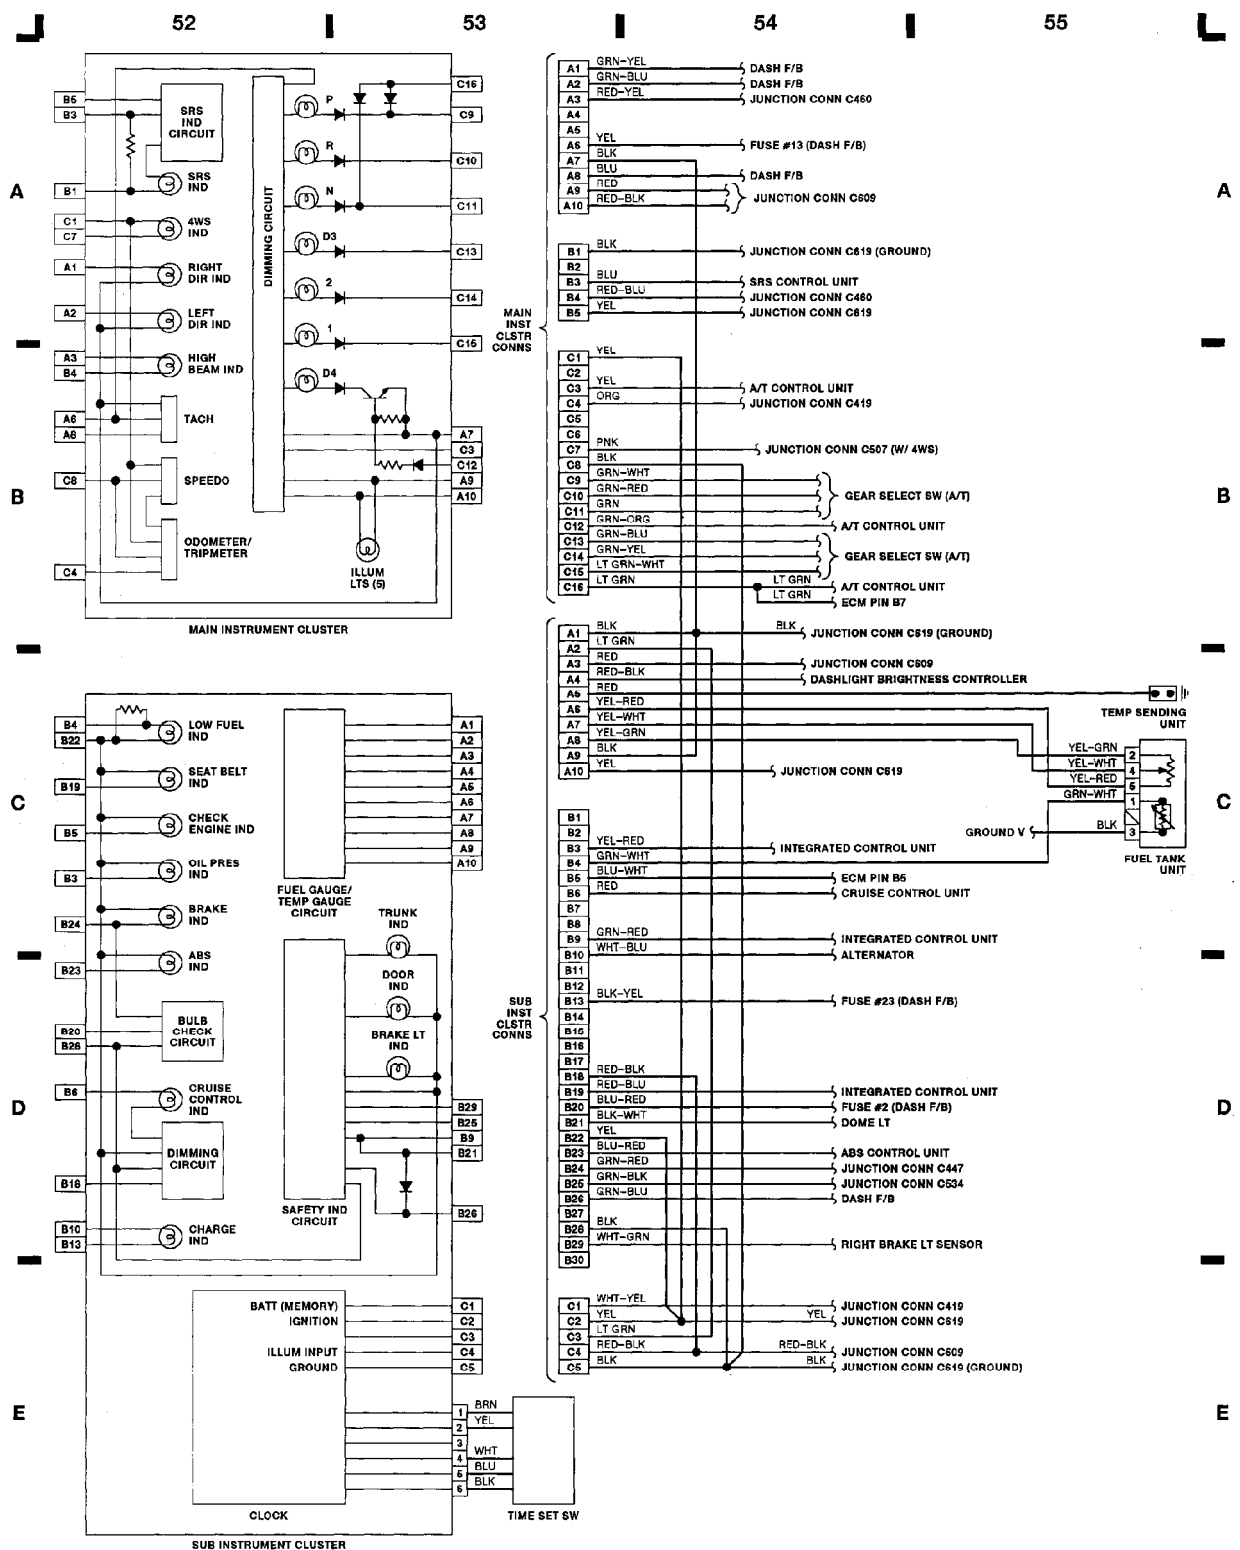 52 53 54 55
A
B
C
D
E
A
B
C
D
E
B5
B3
B1
C1
C7
A1
A2
A3
B4
A6
A8
C8
C4
SRS
IND
CIRCUIT
SRS
IND
4WS
IND
RIGHT
DIR IND
LEFT
DIR IND
HIGH
BEAM IND
TACH
SPEEDO
ODOMETER/
TRIPMETER
DIMMING CIRCUIT
P
R
N
D3
2
1
D4
ILLUM
LTS (5)
C16
C9
C10
C11
C13
C14
C15
A7
C3
C12
A9
A10
MAIN INSTRUMENT CLUSTER
MAIN
INST
CLSTR
CONNS
A1 GRN-YEL DASH F/B
A2 GRN-BLU DASH F/B
A3 RED-YEL JUNCTION CONN C460
A4
A5
A6 YEL FUSE #13 (DASH F/B)
A7 BLK
A8 BLU DASH F/B
A9 RED
JUNCTION CONN C609
A10 RED-BLK
B1 BLK JUNCTION CONN C619 (GROUND)
B2
B3 BLU SRS CONTROL UNIT
B4 RED-BLU JUNCTION CONN C460
B5 YEL JUNCTION CONN C619
C1 YEL
C2
C3 YEL A/T CONTROL UNIT
C4 ORG JUNCTION CONN C419
C5
C6
C7 PNK JUNCTION CONN C507 (W/ 4WS)
C8 BLK
C9 GRN-WHT
C10 GRN-RED GEAR SELECT SW (A/T)
C11 GRN
C12 GRN-ORG A/T CONTROL UNIT
C13 GRN-BLU
C14 GRN-YEL GEAR SELECT SW (A/T)
C15 LT GRN-WHT
C16 LT GRN LT GRN A/T CONTROL UNIT
LT GRN ECM PIN B7
A1 BLK BLK JUNCTION CONN C619 (GROUND)
A2 LT GRN
A3 RED JUNCTION CONN C609
A4 RED-BLK DASHLIGHT BRIGHTNESS CONTROLLER
A5 RED
A6 YEL-RED
A7 YEL-WHT
A8 YEL-GRN
A9 BLK
A10 YEL JUNCTION CONN C619
TEMP SENDING
UNIT
YEL-GRN 2
YEL-WHT 4
YEL-RED 5
GRN-WHT 1
GROUND V BLK 3
FUEL TANK
UNIT
B1
B2
B3 YEL-RED INTEGRATED CONTROL UNIT
B4 GRN-WHT
B5 BLU-WHT ECM PIN B5
B6 RED CRUISE CONTROL UNIT
B7
B8
B9 GRN-RED INTEGRATED CONTROL UNIT
B10 WHT-BLU ALTERNATOR
B11
B12
B13 BLK-YEL FUSE #23 (DASH F/B)
B14
B15
B16
B17
B18 RED-BLK
B19 RED-BLU INTEGRATED CONTROL UNIT
B20 BLU-RED FUSE #2 (DASH F/B)
B21 BLK-WHT DOME LT
B22 YEL
B23 BLU-RED ABS CONTROL UNIT
B24 GRN-RED JUNCTION CONN C447
B25 GRN-BLK JUNCTION CONN C534
B26 GRN-BLU DASH F/B
B27
B28 BLK
B29 WHT-GRN RIGHT BRAKE LT SENSOR
B30
SUB
INST
CLSTR
CONNS
C1 WHT-YEL JUNCTION CONN C419
C2 YEL YEL JUNCTION CONN C619
C3 LT GRN
C4 RED-BLK RED-BLK JUNCTION CONN C609
C5 BLK BLK JUNCTION CONN C619 (GROUND)
B4
B22
B19
B5
B3
B24
B23
B20
B28
B6
B18
B10
B13
LOW FUEL
IND
SEAT BELT
IND
CHECK
ENGINE IND
OIL PRES
IND
BRAKE
IND
ABS
IND
BULB
CHECK
CIRCUIT
CRUISE
CONTROL
IND
DIMMING
CIRCUIT
CHARGE
IND
FUEL GAUGE/
TEMP GAUGE
CIRCUIT
A1
A2
A3
A4
A5
A6
A7
A8
A9
A10
TRUNK
IND
DOOR
IND
BRAKE LT
IND
SAFETY IND
CIRCUIT
B29
B25
B9
B21
B26
BATT (MEMORY) C1
IGNITION C2
C3
ILLUM INPUT C4
GROUND C5
1 BRN
2 YEL
3
4 WHT
5 BLU
6 BLK
CLOCK
TIME SET SW
SUB INSTRUMENT CLUSTER